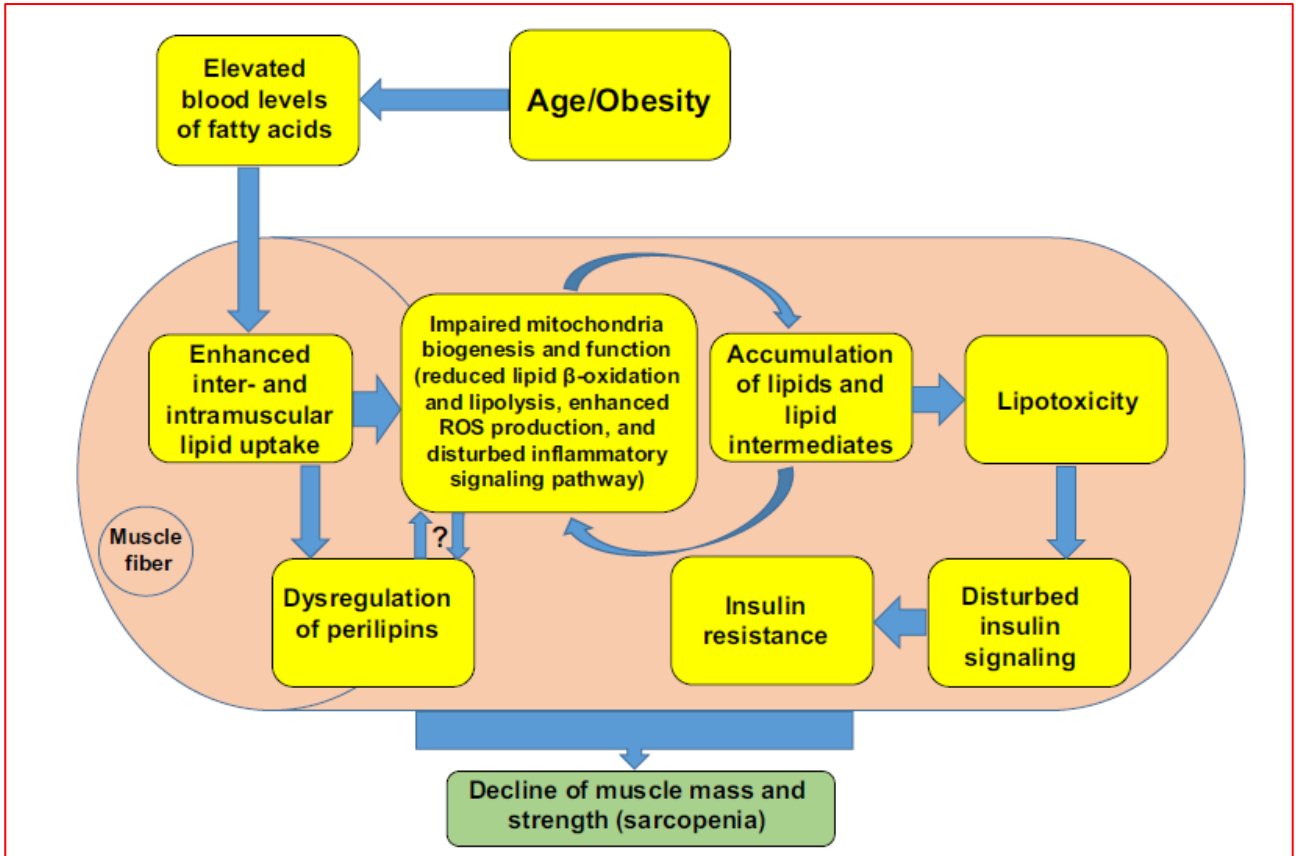 Elevated
blood levels
of fatty acids
Age/Obesity
Enhanced
inter- and
intramuscular
lipid uptake
Impaired mitochondria
biogenesis and function
(reduced lipid β-oxidation
and lipolysis, enhanced
ROS production, and
disturbed inflammatory
signaling pathway)
Accumulation
of lipids and
lipid
intermediates
Lipotoxicity
Muscle
fiber
?
Dysregulation
of perilipins
Insulin
resistance
Disturbed
insulin
signaling
Decline of muscle mass and
strength (sarcopenia)